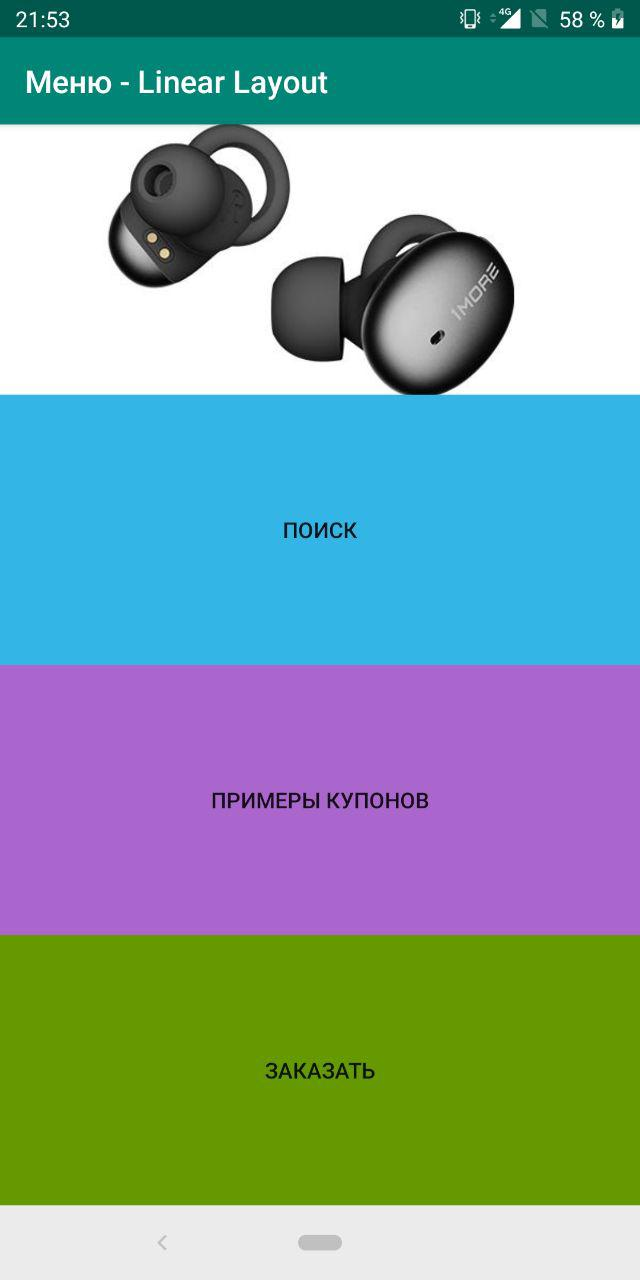 21:53
4G
58 %
Меню - Linear Layout
1MORE
ПОИСК
ПРИМЕРЫ КУПОНОВ
ЗАКАЗАТЬ